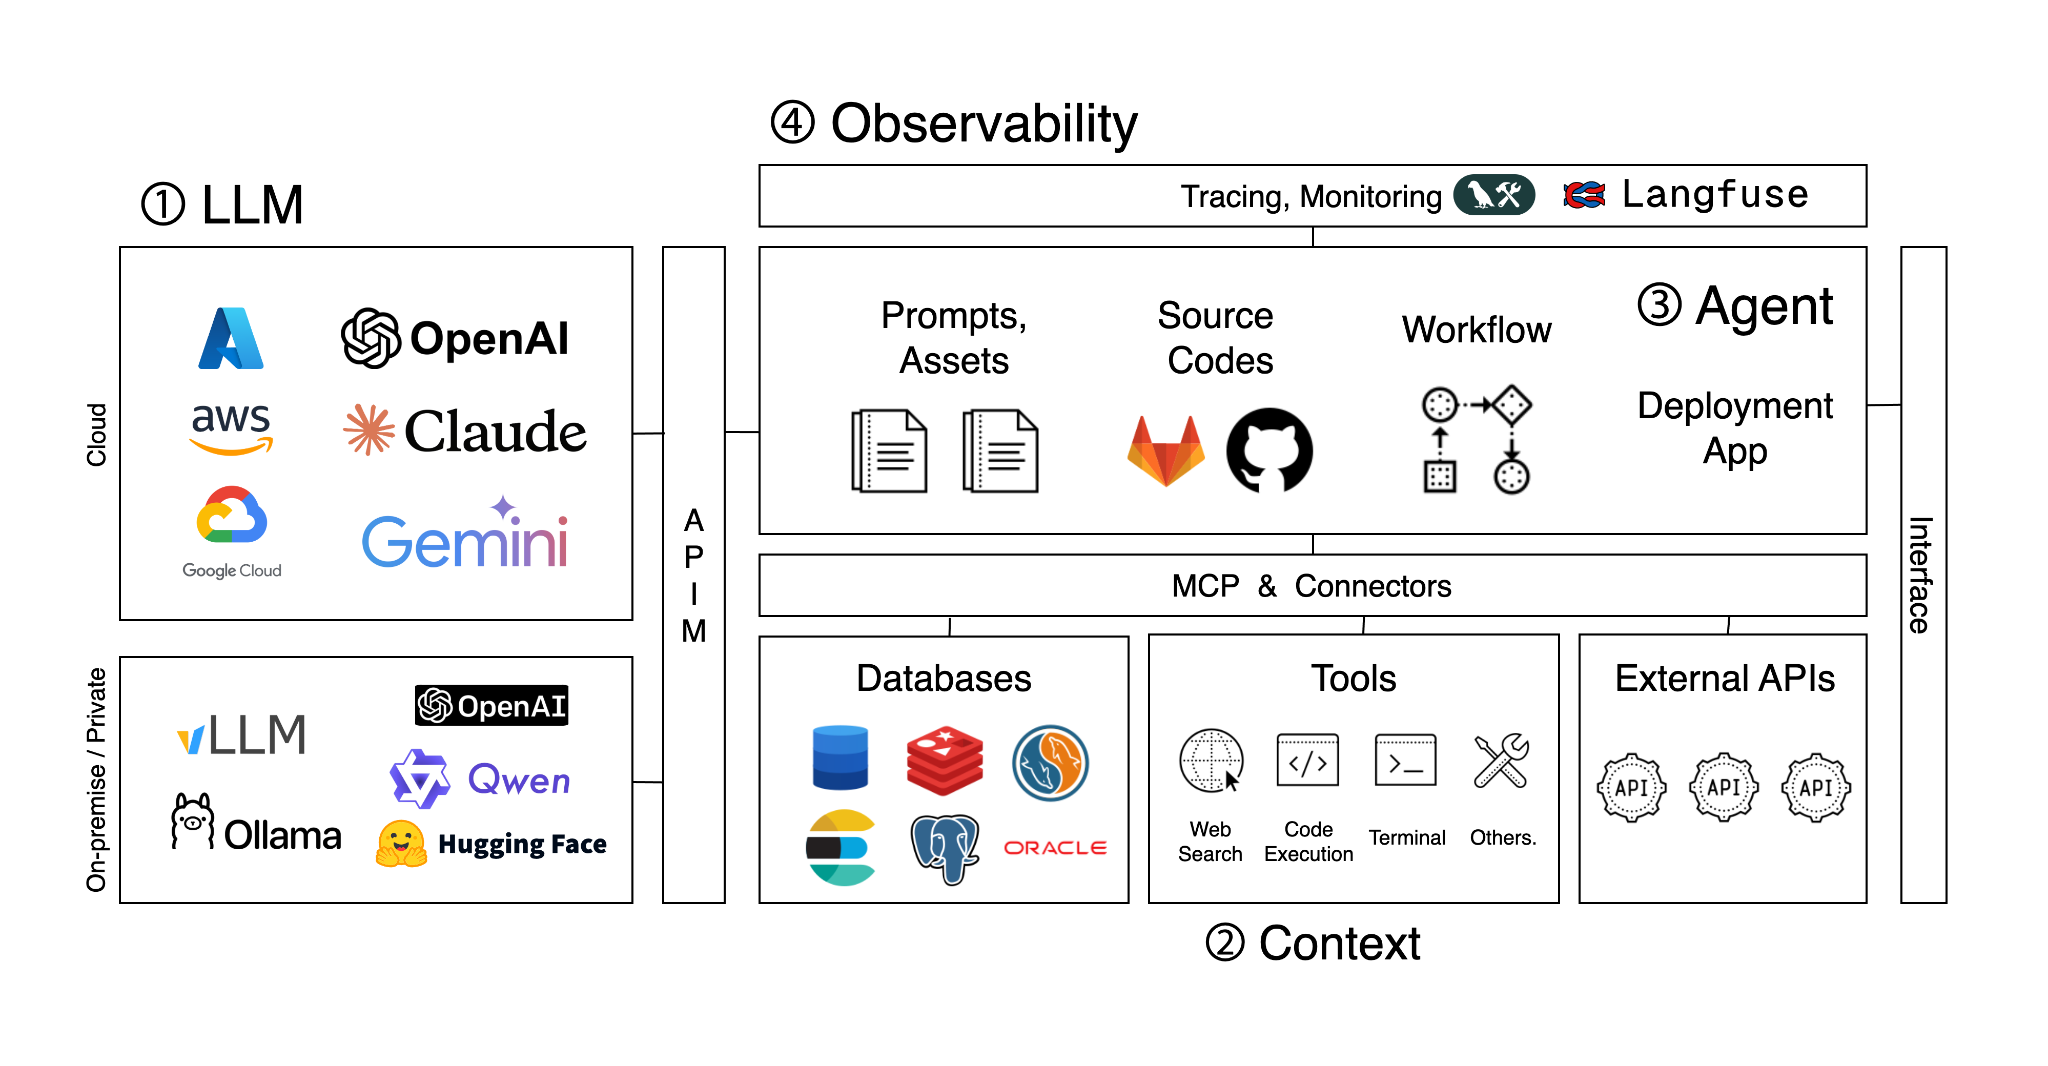 ④ Observability
Tracing, Monitoring
Langfuse
① LLM
Cloud
OpenAI
aws
Claude
Google Cloud
Gemini
On-premise / Private
vLLM
OpenAI
Qwen
Ollama
Hugging Face
A
P
I
M
③ Agent
Prompts,
Assets
Source
Codes
Workflow
Deployment
App
MCP & Connectors
Databases
ORACLE
Tools
</>
>_
Web
Search
Code
Execution
Terminal
Others.
External APIs
API
API
API
② Context
Interface